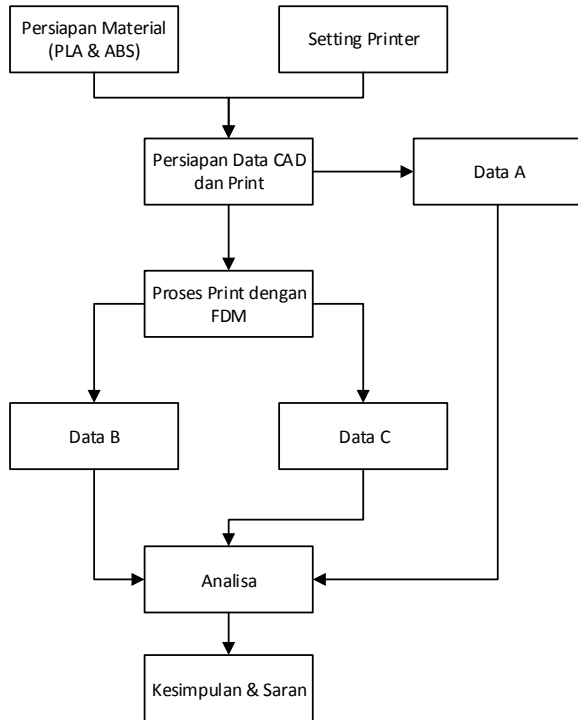 Persiapan Material
(PLA & ABS)
Setting Printer
Persiapan Data CAD
dan Print
Data A
Proses Print dengan
FDM
Data B
Data C
Analisa
Kesimpulan & Saran